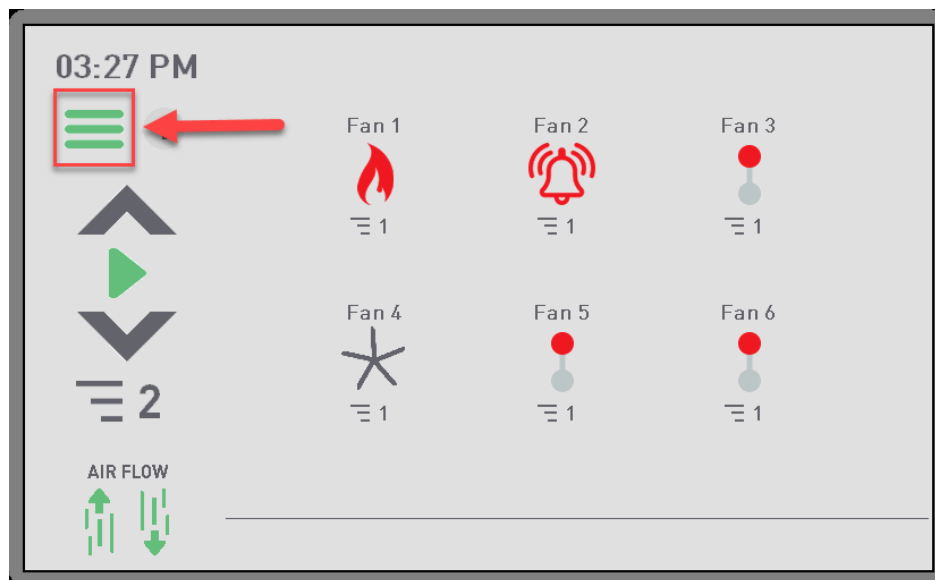 03:27 PM
Fan 1
Fan 2
Fan 3
1
1
1
Fan 4
Fan 5
Fan 6
1
1
1
2
AIR FLOW